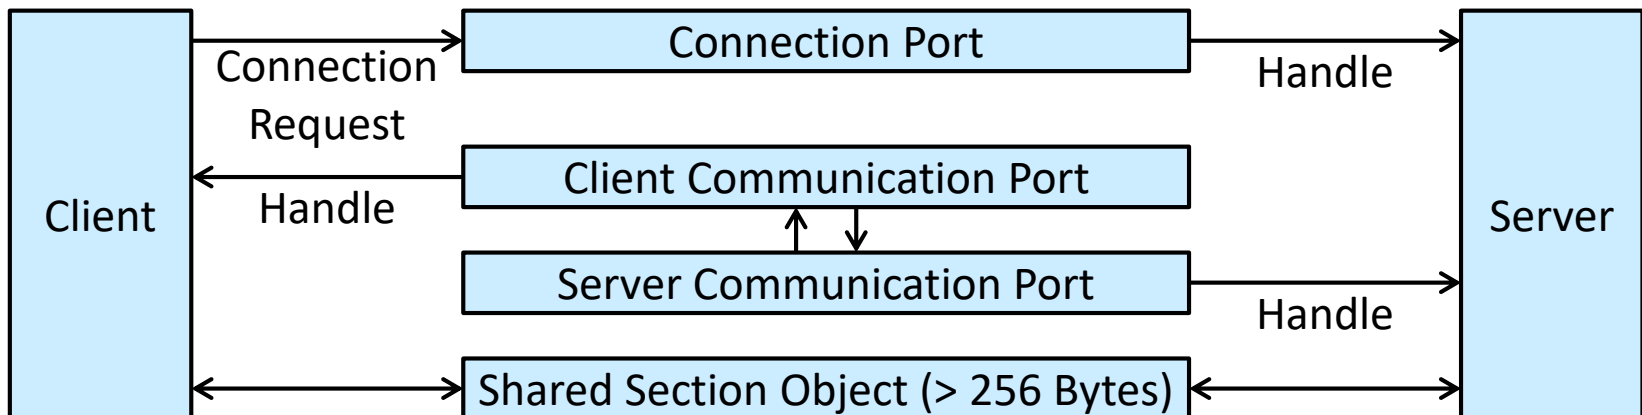 Connection Port
Connection
Request
Handle
Client Communication Port
Handle
Client
Server
Server Communication Port
Handle
Shared Section Object (> 256 Bytes)